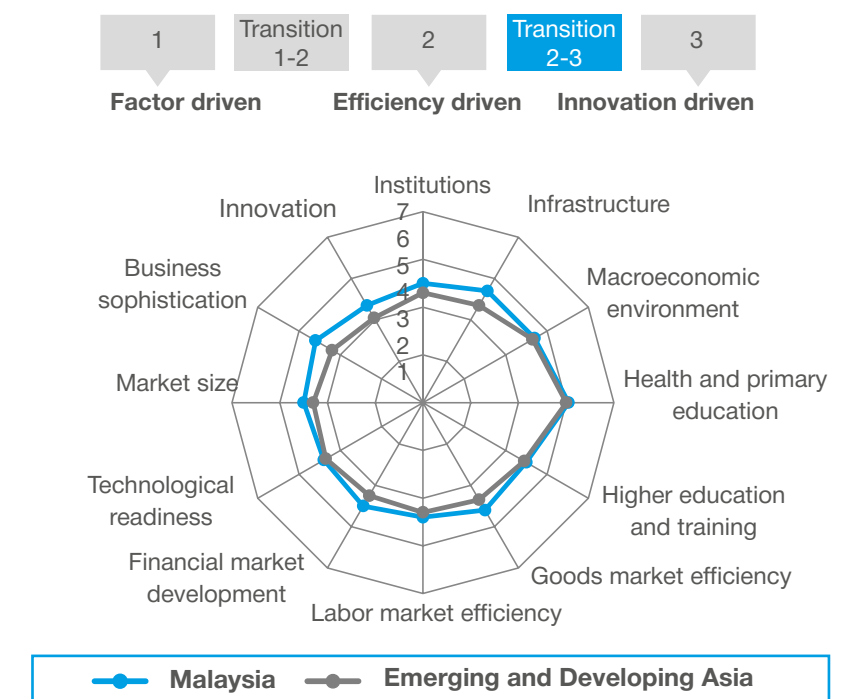 1
Transition
1-2
2
Transition
2-3
3
Factor driven
Efficiency driven
Innovation driven
Institutions
Innovation
Infrastructure
7
6
5
4
3
2
1
Business
sophistication
Macroeconomic
environment
Market size
Health and primary
education
Technological
readiness
Higher education
and training
Financial market
development
Goods market efficiency
Labor market efficiency
Malaysia
Emerging and Developing Asia